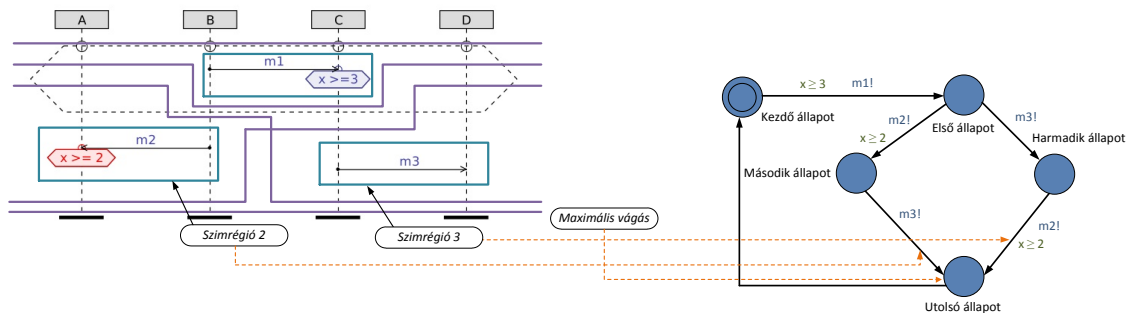 A B C D
m1
x >=3
m2
x >= 2
m3
Szimrégió 2
Szimrégió 3
Maximális vágás
x ≥ 3
m1!
Kezdő állapot
Első állapot
m2!
x ≥ 2
m3!
Harmadik állapot
Második állapot
m3!
m2!
x ≥ 2
Utolsó állapot